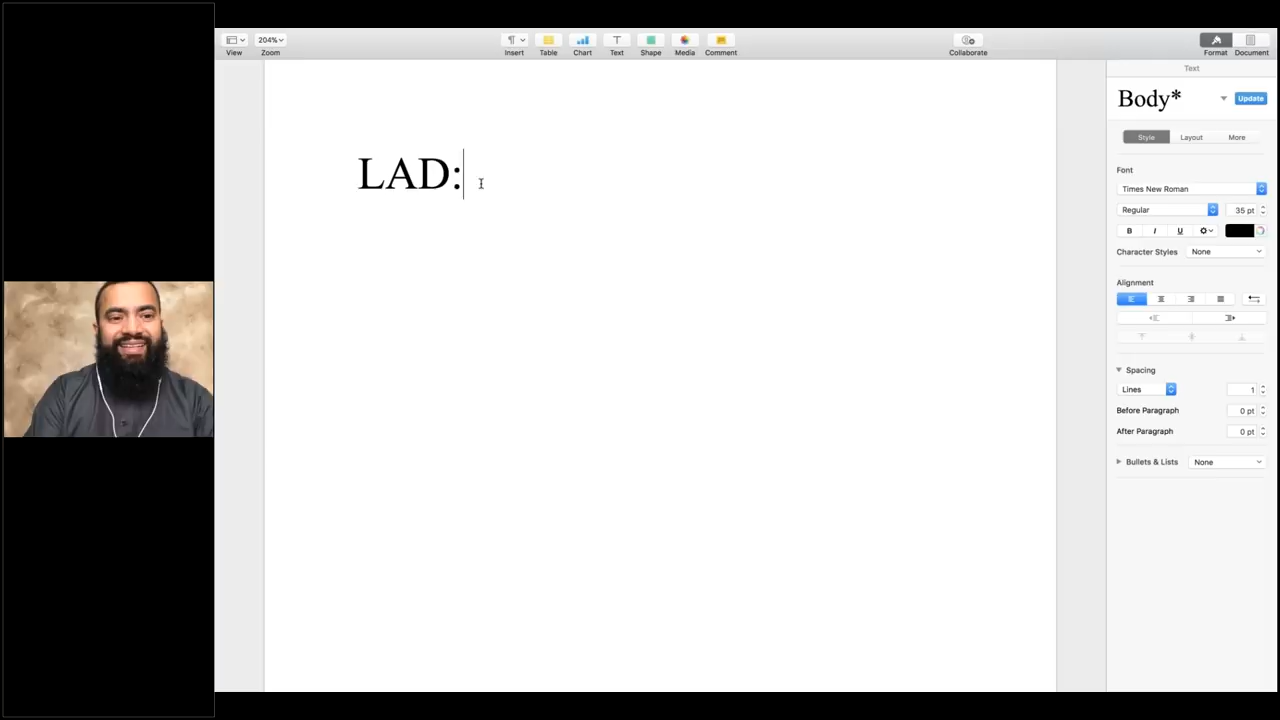 204%
View
Zoom
Insert
Table
Chart
Text
Shape
Media
Comment
Collaborate
Format
Document
Text
Body*
Update
Style
Layout
More
Font
Times New Roman
Regular
35 pt
B I U
Character Styles
None
Alignment
Spacing
Lines
1
Before Paragraph
0 pt
After Paragraph
0 pt
Bullets & Lists
None
LAD: